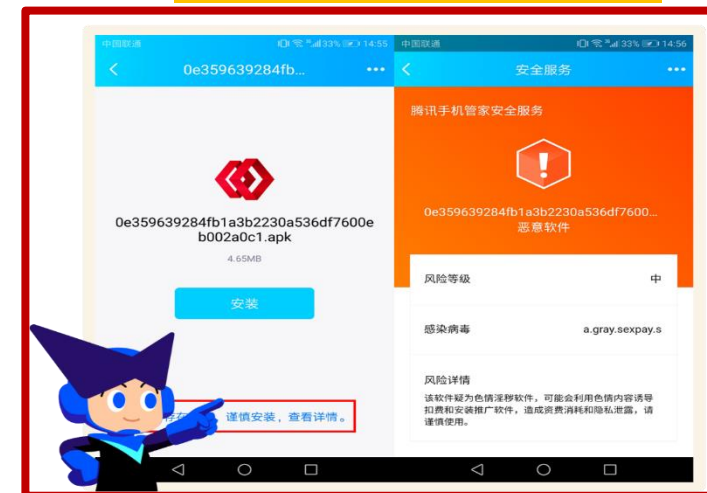 中国联通
33% 14:55
0e359639284fb...
0e359639284fb1a3b2230a536df7600e
b002a0c1.apk
4.65MB
安装
谨慎安装，查看详情。
中国联通
33% 14:56
安全服务
腾讯手机管家安全服务
0e359639284fb1a3b2230a536df7600...
恶意软件
风险等级
中
感染病毒
a.gray.sexpay.s
风险详情
该软件疑为色情淫秽软件，可能会利用色情内容诱导
扣费和安装推广软件，造成资费消耗和隐私泄露，请
谨慎使用。